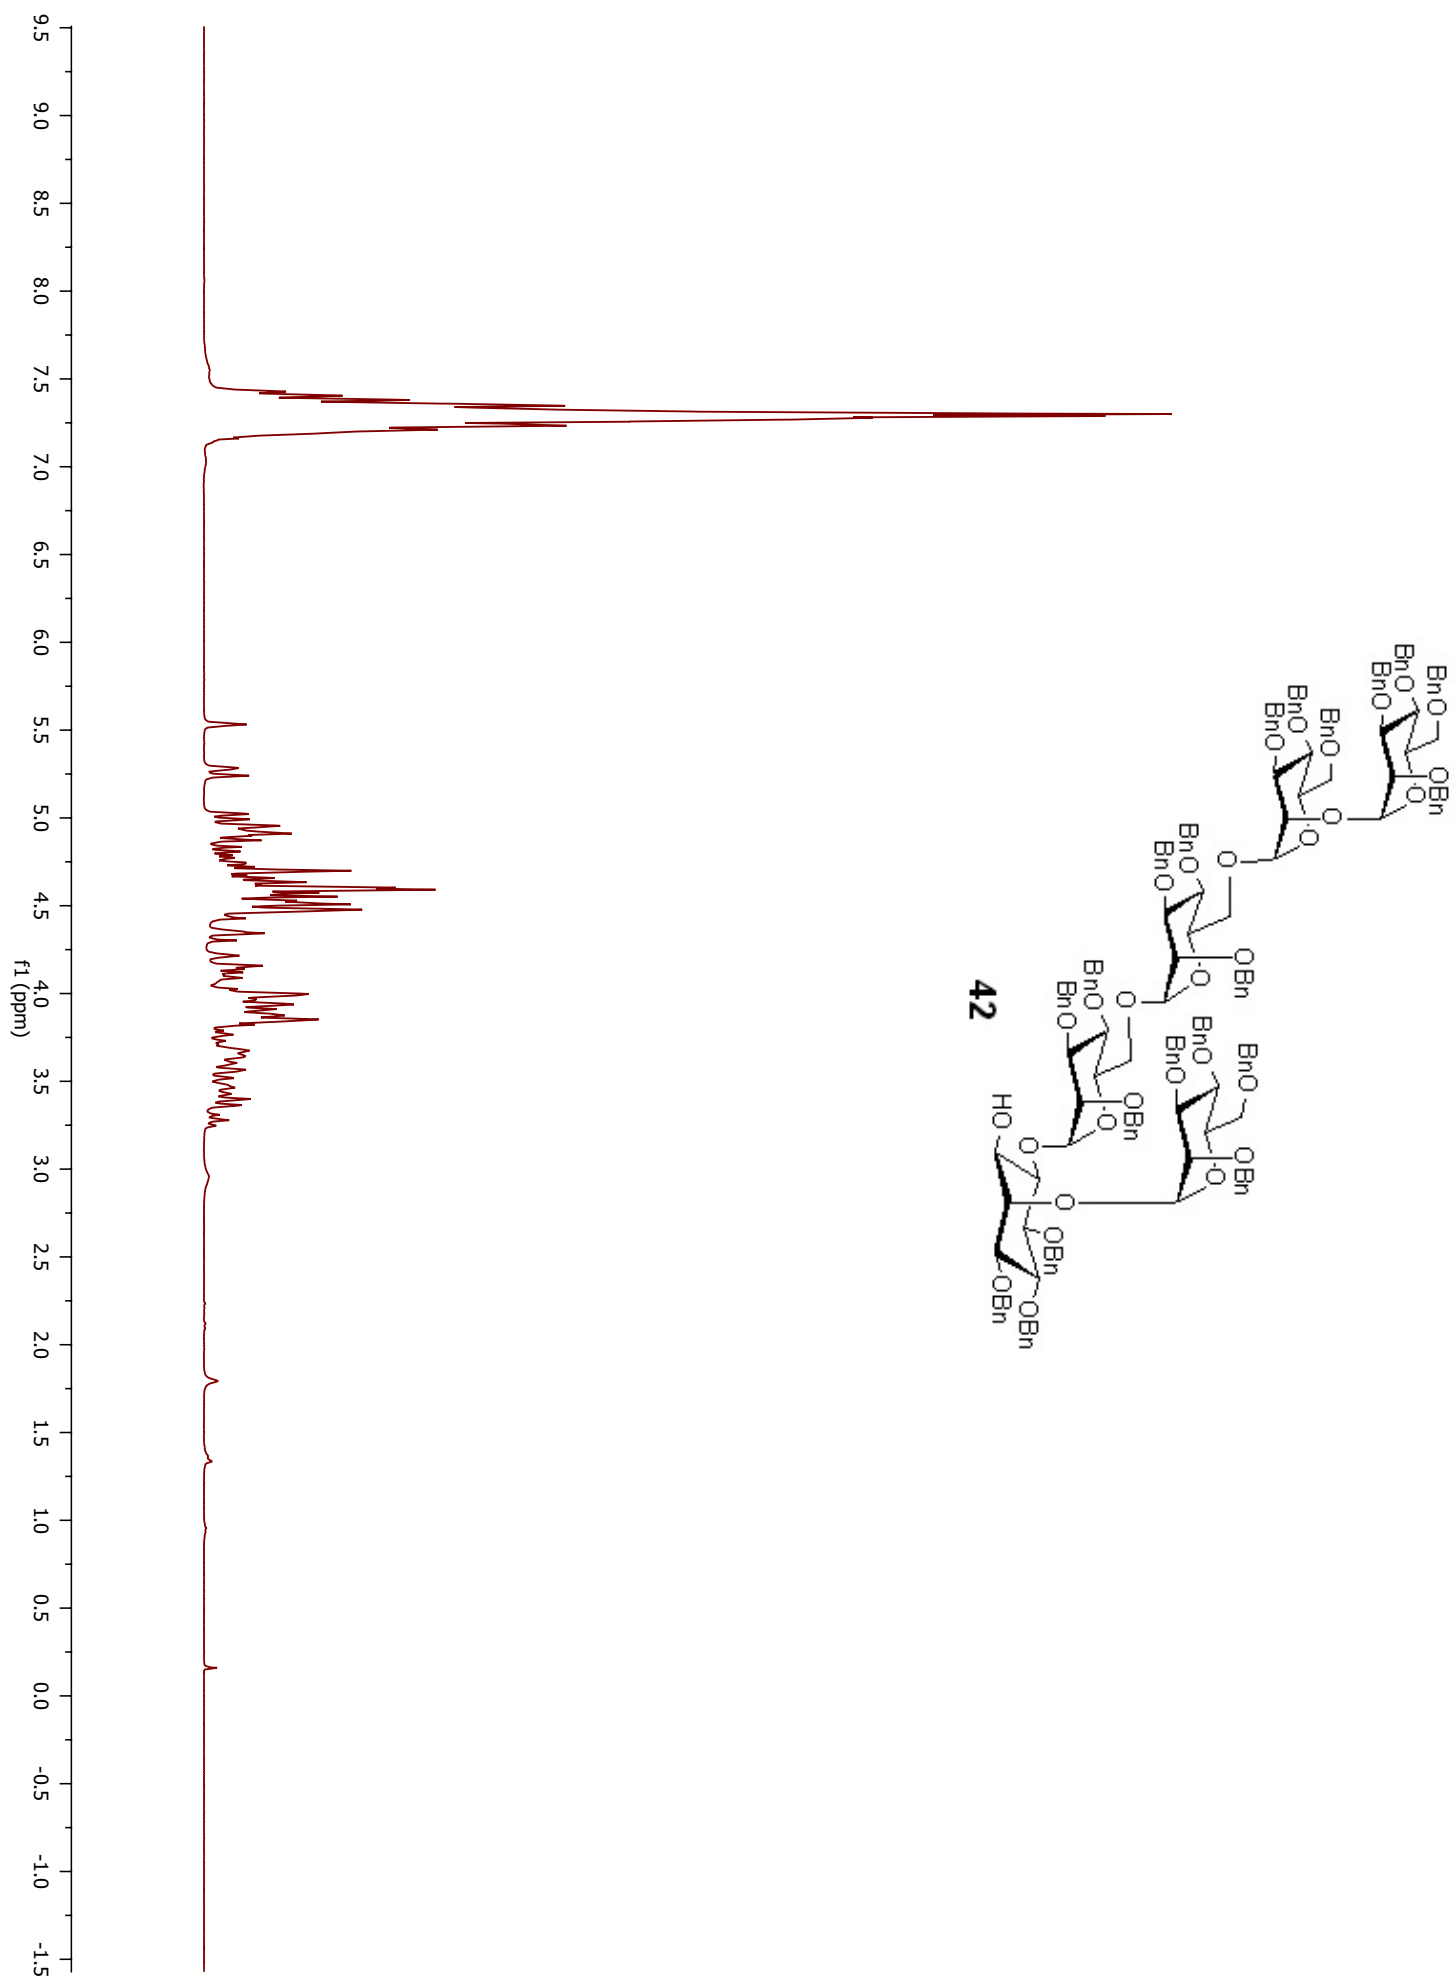 BnO OBn
BnO O
BnO
BnO O
O
BnO
BnO BnO
OBn OBn
O
O
BnO O
BnO BnO
BnO
OBn
O
O
BnO
BnO O
OBn
O OBn
HO OBn
42
9.5 9.0 8.5 8.0 7.5 7.0 6.5 6.0 5.5 5.0 4.5 4.0 3.5 3.0 2.5 2.0 1.5 1.0 0.5 0.0 -0.5 -1.0 -1.5
f1 (ppm)